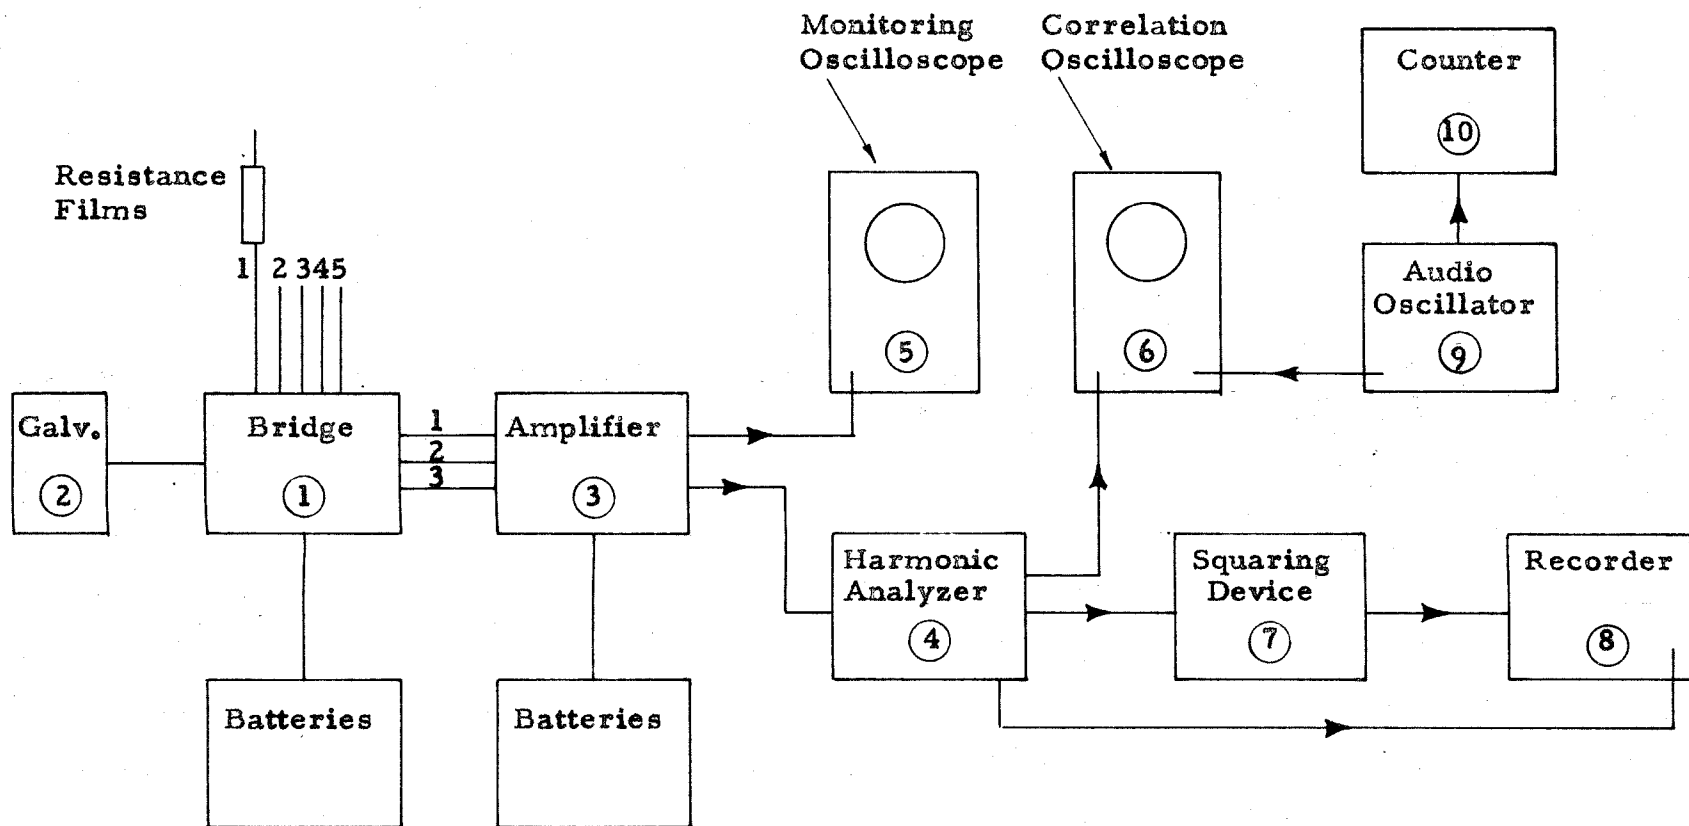 Monitoring
Oscilloscope
Correlation
Oscilloscope
Counter
10
Resistance
Films
1 2 3 4 5
5
6
Audio
Oscillator
9
Galv.
2
Bridge
1
1
2
3
Amplifier
3
Harmonic
Analyzer
4
Squaring
Device
7
Recorder
8
Batteries
Batteries